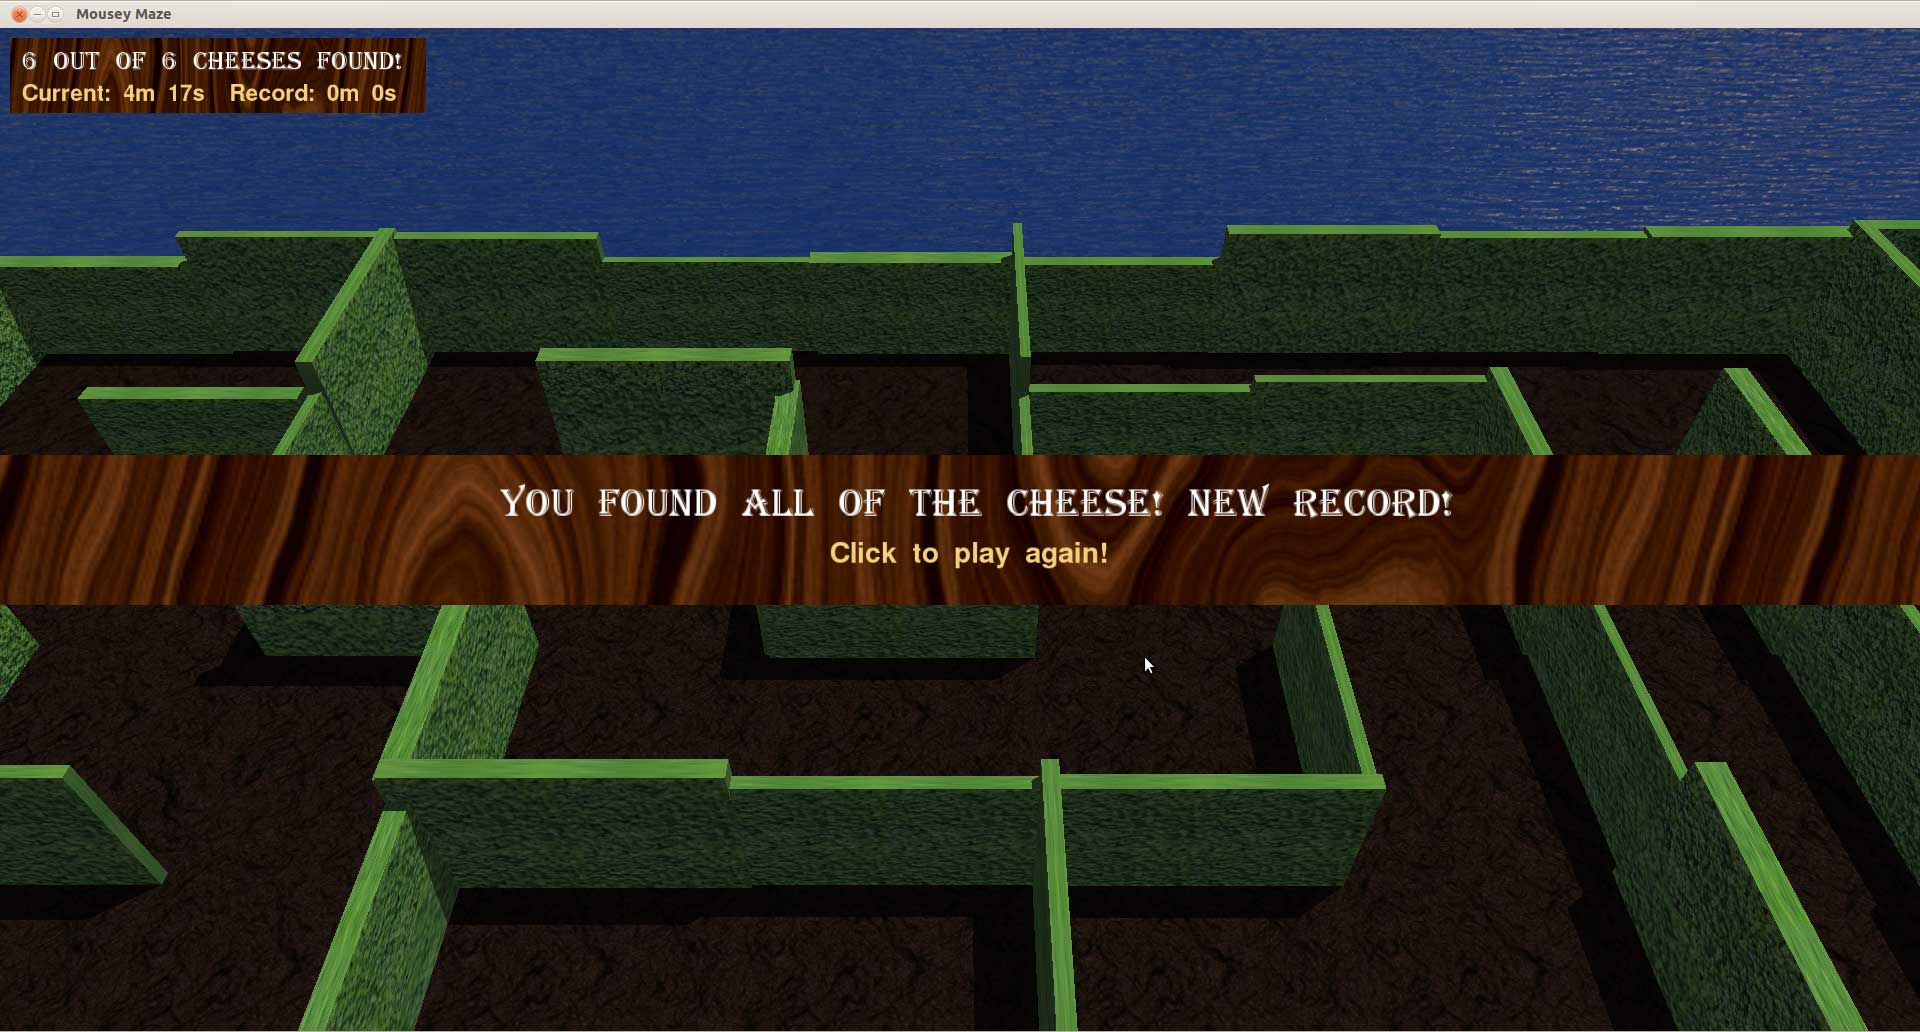 Mousey Maze
6 OUT OF 6 CHEESES FOUND!
Current: 4m 17s Record: 0m 0s
YOU FOUND ALL OF THE CHEESE! NEW RECORD!
Click to play again!